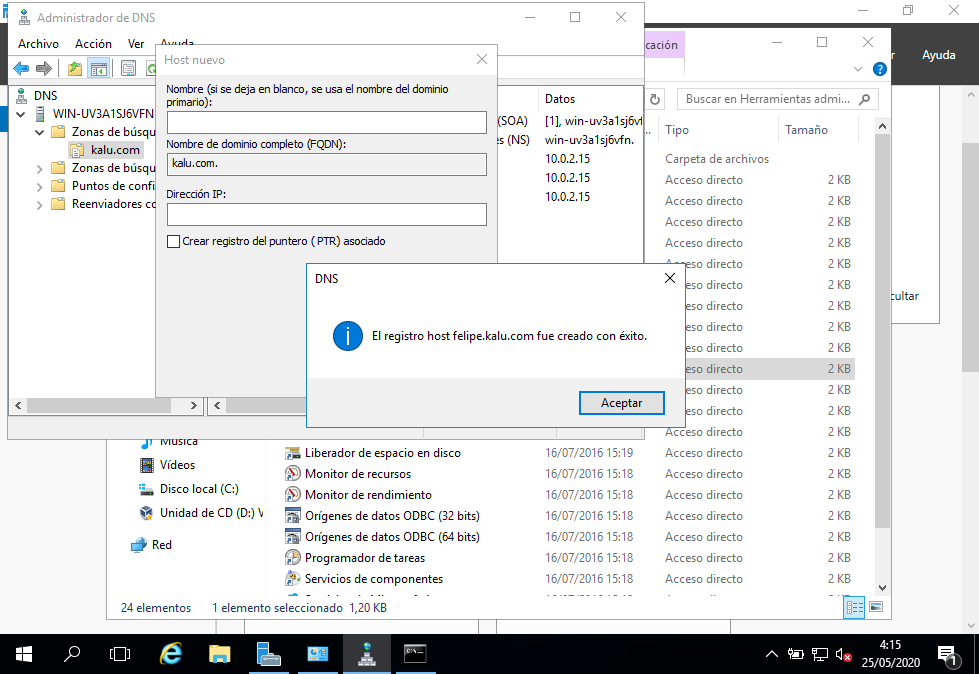 Administrador de DNS
Archivo Acción Ver Ayuda
DNS
WIN-UV3A1SJ6VFN
Zonas de búsqu
kalu.com
Zonas de búsqu
Puntos de confi
Reenviadores co
Host nuevo
Nombre (si se deja en blanco, se usa el nombre del dominio
primario):
Nombre de dominio completo (FQDN):
kalu.com.
Dirección IP:
Crear registro del puntero (PTR) asociado
Datos
(SOA) [1], win-uv3a1sj6vf
es (NS) win-uv3a1sj6vfn.
10.0.2.15
10.0.2.15
10.0.2.15
DNS
El registro host felipe.kalu.com fue creado con éxito.
Aceptar
cación
Ayuda
Buscar en Herramientas admi...
Tipo Tamaño
Carpeta de archivos
Acceso directo 2 KB
Acceso directo 2 KB
Acceso directo 2 KB
Acceso directo 2 KB
Acceso directo 2 KB
eso directo 2 KB
eso directo 2 KB
eso directo 2 KB
eso directo 2 KB
eso directo 2 KB
eso directo 2 KB
eso directo 2 KB
Acceso directo 2 KB
cultar
Música
Vídeos
Disco local (C:)
Unidad de CD (D:) V
Red
Liberador de espacio en disco 16/07/2016 15:19 Acceso directo 2 KB
Monitor de recursos 16/07/2016 15:18 Acceso directo 2 KB
Monitor de rendimiento 16/07/2016 15:18 Acceso directo 2 KB
Orígenes de datos ODBC (32 bits) 16/07/2016 15:18 Acceso directo 2 KB
Orígenes de datos ODBC (64 bits) 16/07/2016 15:18 Acceso directo 2 KB
Programador de tareas 16/07/2016 15:18 Acceso directo 2 KB
Servicios de componentes 16/07/2016 15:18 Acceso directo 2 KB
24 elementos 1 elemento seleccionado 1,20 KB
4:15
25/05/2020
1